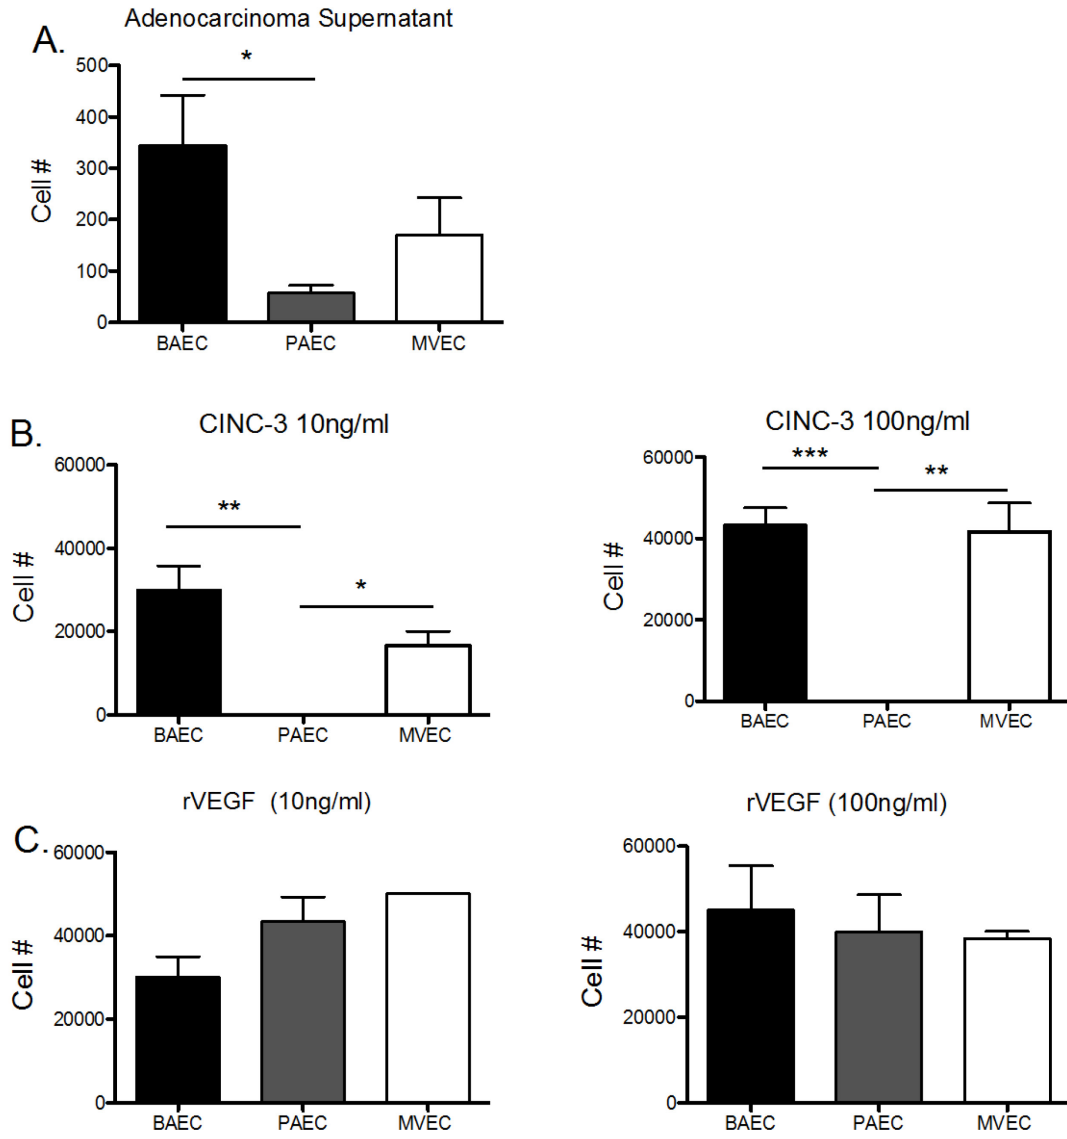 A.
Adenocarcinoma Supernatant
Cell #
500
400
300
200
100
0
*
BAEC PAEC MVEC
B.
CINC-3 10ng/ml
Cell #
60000
40000
20000
0
**
*
BAEC PAEC MVEC
CINC-3 100ng/ml
Cell #
60000
40000
20000
0
***
**
BAEC PAEC MVEC
C.
rVEGF (10ng/ml)
Cell #
60000
40000
20000
0
BAEC PAEC MVEC
rVEGF (100ng/ml)
Cell #
60000
40000
20000
0
BAEC PAEC MVEC